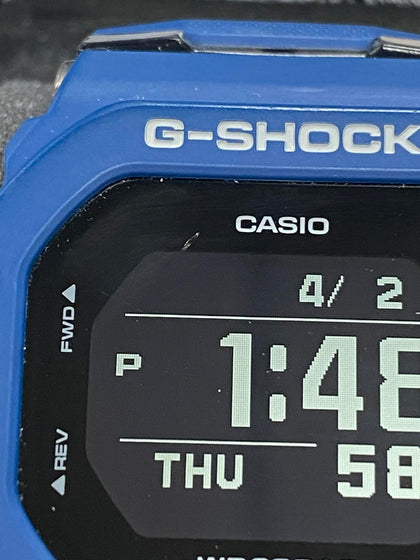 G-SHOCK
CASIO
4/ 2
FWD▲
P 1:48
THU 58
◀REV